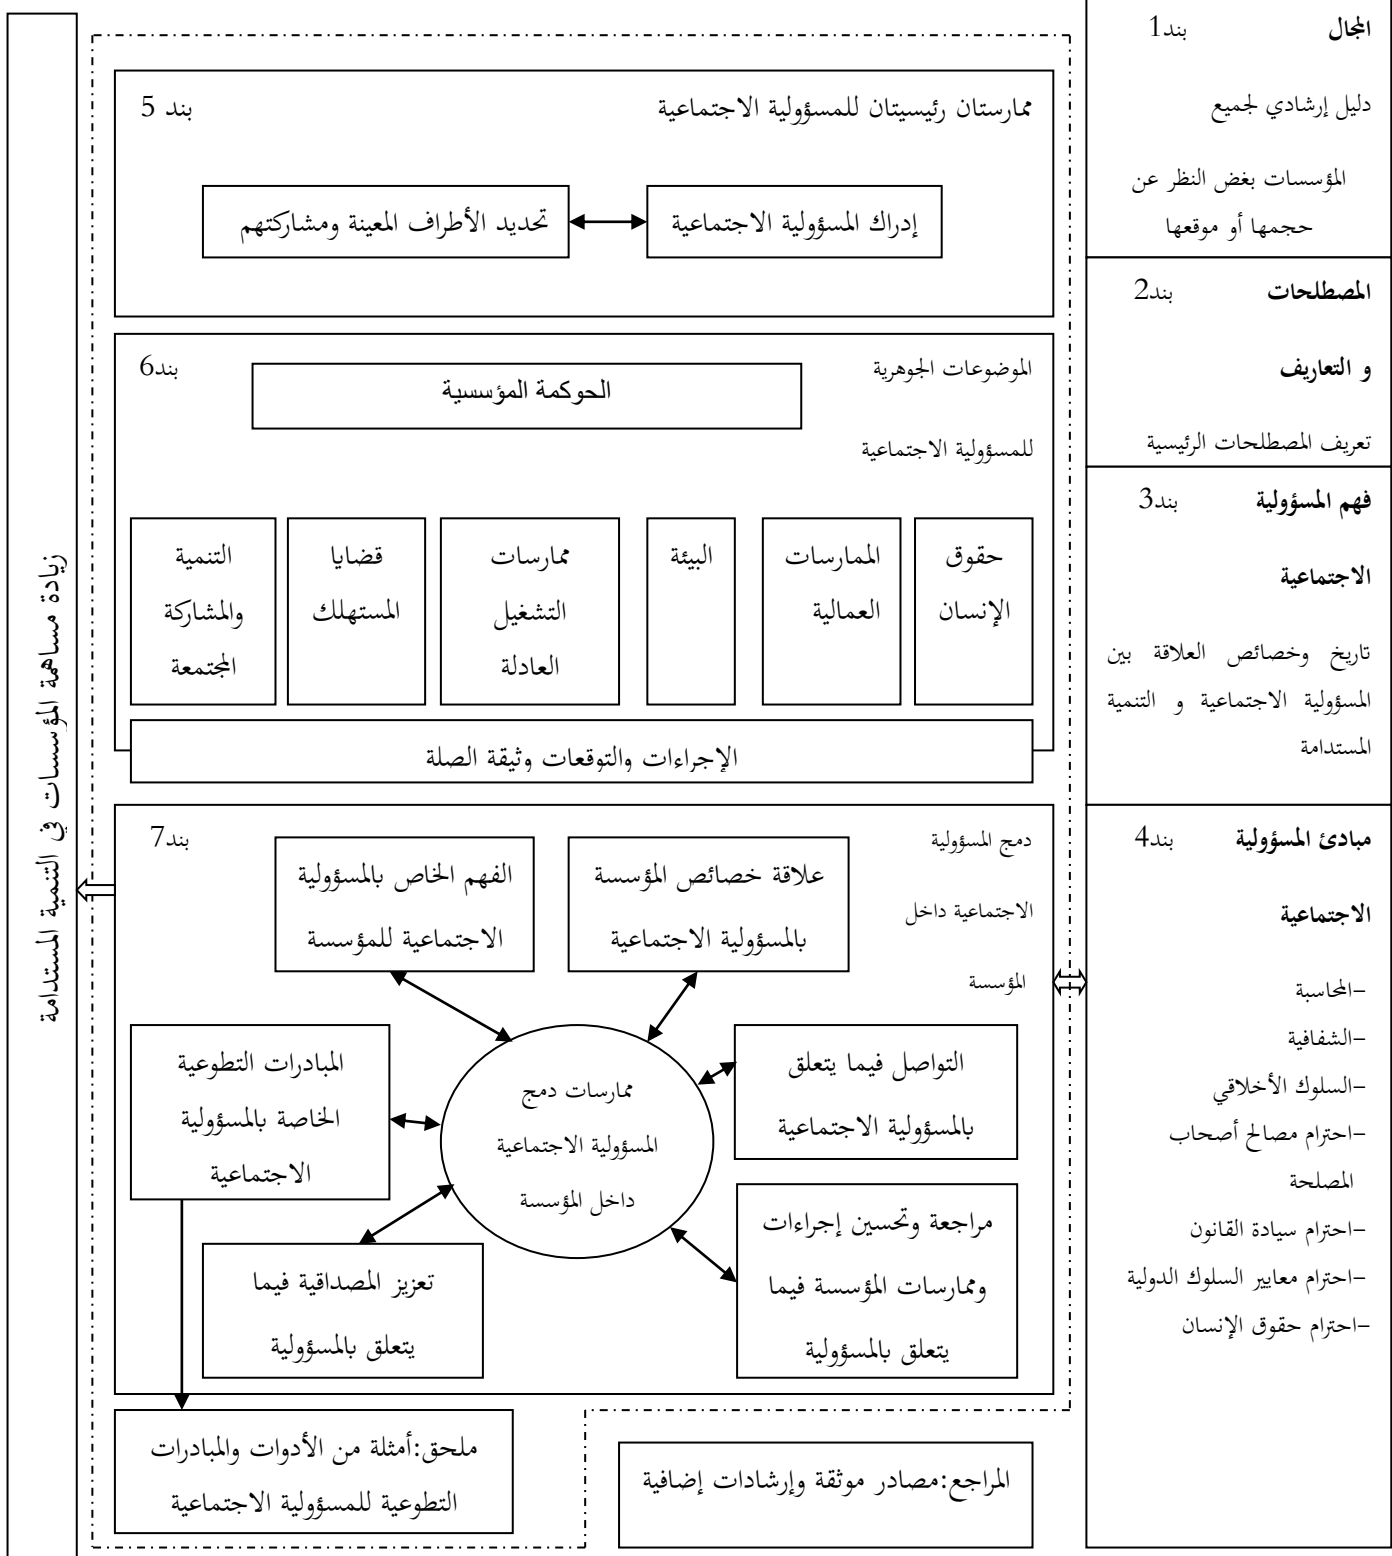 المجال بند1
دليل إرشادي لجميع
المؤسسات بغض النظر عن
حجمها أو موقعها
المصطلحات بند2
و التعاريف
تعريف المصطلحات الرئيسية
فهم المسؤولية بند3
الاجتماعية
تاريخ وخصائص العلاقة بين
المسؤولية الاجتماعية و التنمية
المستدامة
مبادئ المسؤولية بند4
الاجتماعية
-المحاسبة
-الشفافية
-السلوك الأخلاقي
-احترام مصالح أصحاب
المصلحة
-احترام سيادة القانون
-احترام معايير السلوك الدولية
-احترام حقوق الإنسان
ممارستان رئيسيتان للمسؤولية الاجتماعية بند 5
إدراك المسؤولية الاجتماعية
تحديد الأطراف المعينة ومشاركتهم
الموضوعات الجوهرية بند6
للمسؤولية الاجتماعية
الحوكمة المؤسسية
حقوق
الإنسان
الممارسات
العمالية
البيئة
ممارسات
التشغيل
العادلة
قضايا
المستهلك
التنمية
والمشاركة
المجتمعة
الإجراءات والتوقعات وثيقة الصلة
دمج المسؤولية بند7
الاجتماعية داخل
المؤسسة
علاقة خصائص المؤسسة
بالمسؤولية الاجتماعية
الفهم الخاص بالمسؤولية
الاجتماعية للمؤسسة
التواصل فيما يتعلق
بالمسؤولية الاجتماعية
ممارسات دمج
المسؤولية الاجتماعية
داخل المؤسسة
المبادرات التطوعية
الخاصة بالمسؤولية
الاجتماعية
مراجعة وتحسين إجراءات
وممارسات المؤسسة فيما
يتعلق بالمسؤولية
تعزيز المصداقية فيما
يتعلق بالمسؤولية
المراجع:مصادر موثقة وإرشادات إضافية
ملحق:أمثلة من الأدوات والمبادرات
التطوعية للمسؤولية الاجتماعية
زيادة مساهمة المؤسسات في التنمية المستدامة